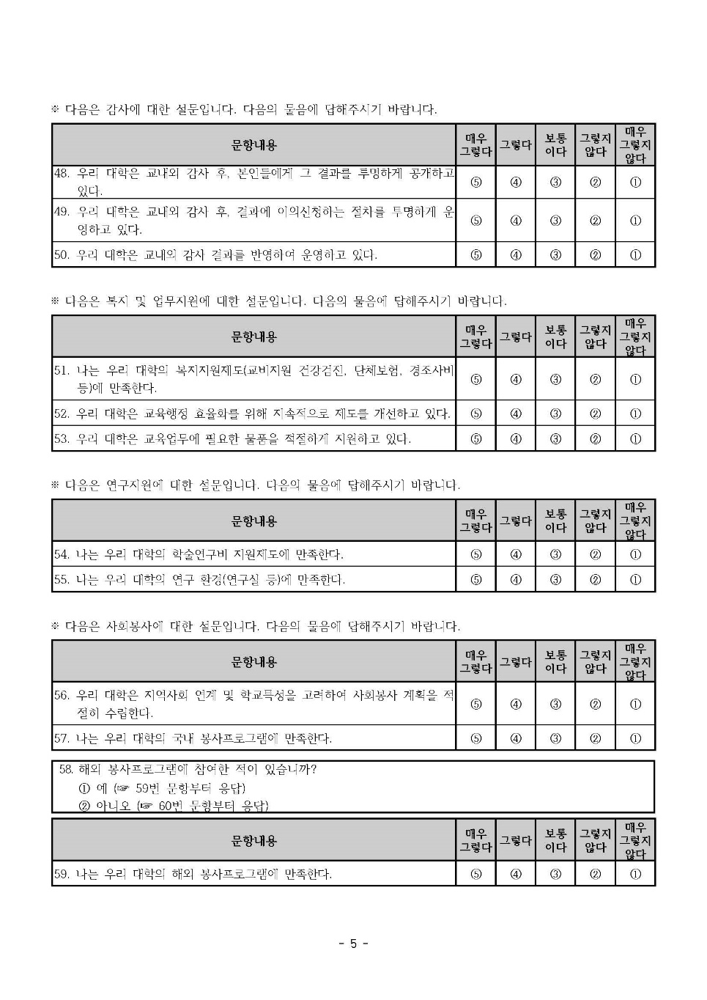 ※ 다음은 감사에 대한 설문입니다. 다음의 물음에 답해주시기 바랍니다.
문항내용 매우 그렇다 그렇다 보통 이다 그렇지 않다 매우 그렇지 않다
48. 우리 대학은 교내외 감사 후, 본인들에게 그 결과를 투명하게 공개하고
있다. ⑤ ④ ③ ② ①
49. 우리 대학은 교내외 감사 후, 결과에 이의신청하는 절차를 투명하게 운
영하고 있다. ⑤ ④ ③ ② ①
50. 우리 대학은 교내외 감사 결과를 반영하여 운영하고 있다. ⑤ ④ ③ ② ①
※ 다음은 복지 및 업무지원에 대한 설문입니다. 다음의 물음에 답해주시기 바랍니다.
문항내용 매우 그렇다 그렇다 보통 이다 그렇지 않다 매우 그렇지 않다
51. 나는 우리 대학의 복지지원제도(교비지원 건강검진, 단체보험, 경조사비
등)에 만족한다. ⑤ ④ ③ ② ①
52. 우리 대학은 교육행정 효율화를 위해 지속적으로 제도를 개선하고 있다. ⑤ ④ ③ ② ①
53. 우리 대학은 교육업무에 필요한 물품을 적절하게 지원하고 있다. ⑤ ④ ③ ② ①
※ 다음은 연구지원에 대한 설문입니다. 다음의 물음에 답해주시기 바랍니다.
문항내용 매우 그렇다 그렇다 보통 이다 그렇지 않다 매우 그렇지 않다
54. 나는 우리 대학의 학술연구비 지원제도에 만족한다. ⑤ ④ ③ ② ①
55. 나는 우리 대학의 연구 환경(연구실 등)에 만족한다. ⑤ ④ ③ ② ①
※ 다음은 사회봉사에 대한 설문입니다. 다음의 물음에 답해주시기 바랍니다.
문항내용 매우 그렇다 그렇다 보통 이다 그렇지 않다 매우 그렇지 않다
56. 우리 대학은 지역사회 연계 및 학교특성을 고려하여 사회봉사 계획을 적
절히 수립한다. ⑤ ④ ③ ② ①
57. 나는 우리 대학의 국내 봉사프로그램에 만족한다. ⑤ ④ ③ ② ①
58. 해외 봉사프로그램에 참여한 적이 있습니까?
① 예 (☞ 59번 문항부터 응답)
② 아니오 (☞ 60번 문항부터 응답)
문항내용 매우 그렇다 그렇다 보통 이다 그렇지 않다 매우 그렇지 않다
59. 나는 우리 대학의 해외 봉사프로그램에 만족한다. ⑤ ④ ③ ② ①
- 5 -